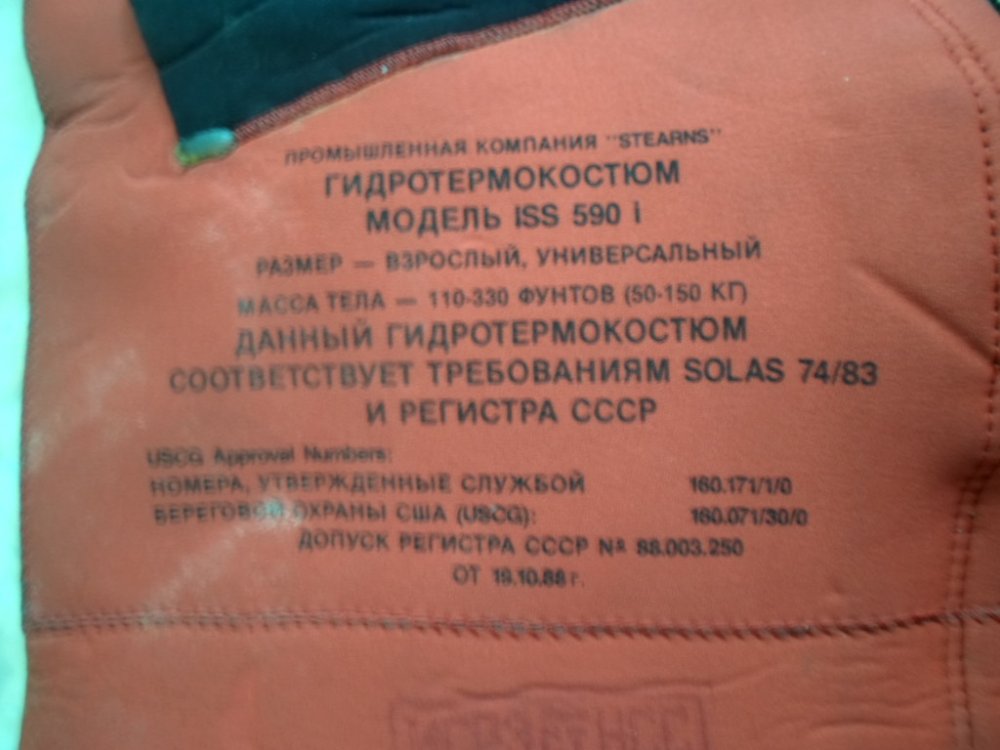 ПРОМЫШЛЕННАЯ КОМПАНИЯ "STEARNS"
ГИДРОТЕРМОКОСТЮМ
МОДЕЛЬ ISS 590 i
РАЗМЕР — ВЗРОСЛЫЙ, УНИВЕРСАЛЬНЫЙ
МАССА ТЕЛА — 110-330 ФУНТОВ (50-150 КГ)
ДАННЫЙ ГИДРОТЕРМОКОСТЮМ
СООТВЕТСТВУЕТ ТРЕБОВАНИЯМ SOLAS 74/83
И РЕГИСТРА СССР
USCG Approval Numbers:
НОМЕРА, УТВЕРЖДЕННЫЕ СЛУЖБОЙ 160.171/1/0
БЕРЕГОВОЙ ОХРАНЫ США (USCG): 160.071/30/0
ДОПУСК РЕГИСТРА СССР № 88.003.250
ОТ 19.10.88 г.